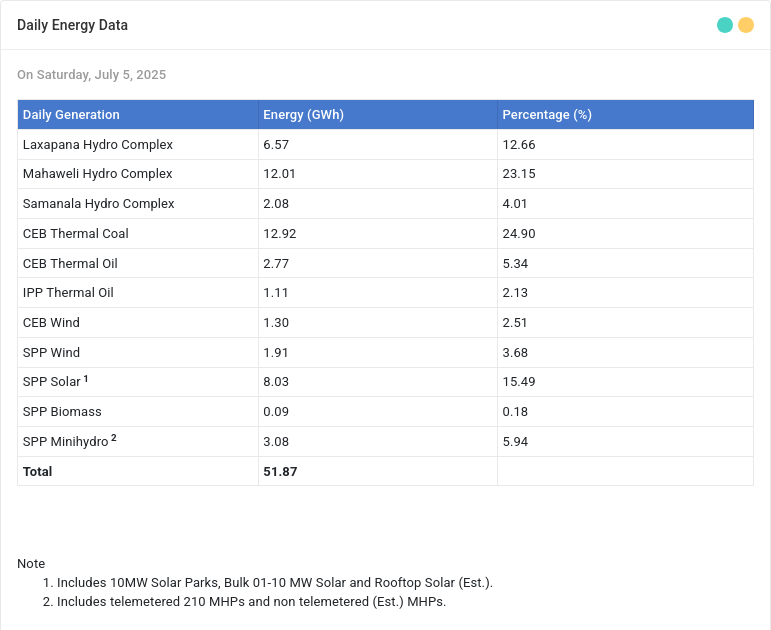 Daily Energy Data
On Saturday, July 5, 2025
Daily Generation Energy (GWh) Percentage (%)
Laxapana Hydro Complex 6.57 12.66
Mahaweli Hydro Complex 12.01 23.15
Samanala Hydro Complex 2.08 4.01
CEB Thermal Coal 12.92 24.90
CEB Thermal Oil 2.77 5.34
IPP Thermal Oil 1.11 2.13
CEB Wind 1.30 2.51
SPP Wind 1.91 3.68
SPP Solar 1 8.03 15.49
SPP Biomass 0.09 0.18
SPP Minihydro 2 3.08 5.94
Total 51.87
Note
1. Includes 10MW Solar Parks, Bulk 01-10 MW Solar and Rooftop Solar (Est.).
2. Includes telemetered 210 MHPs and non telemetered (Est.) MHPs.